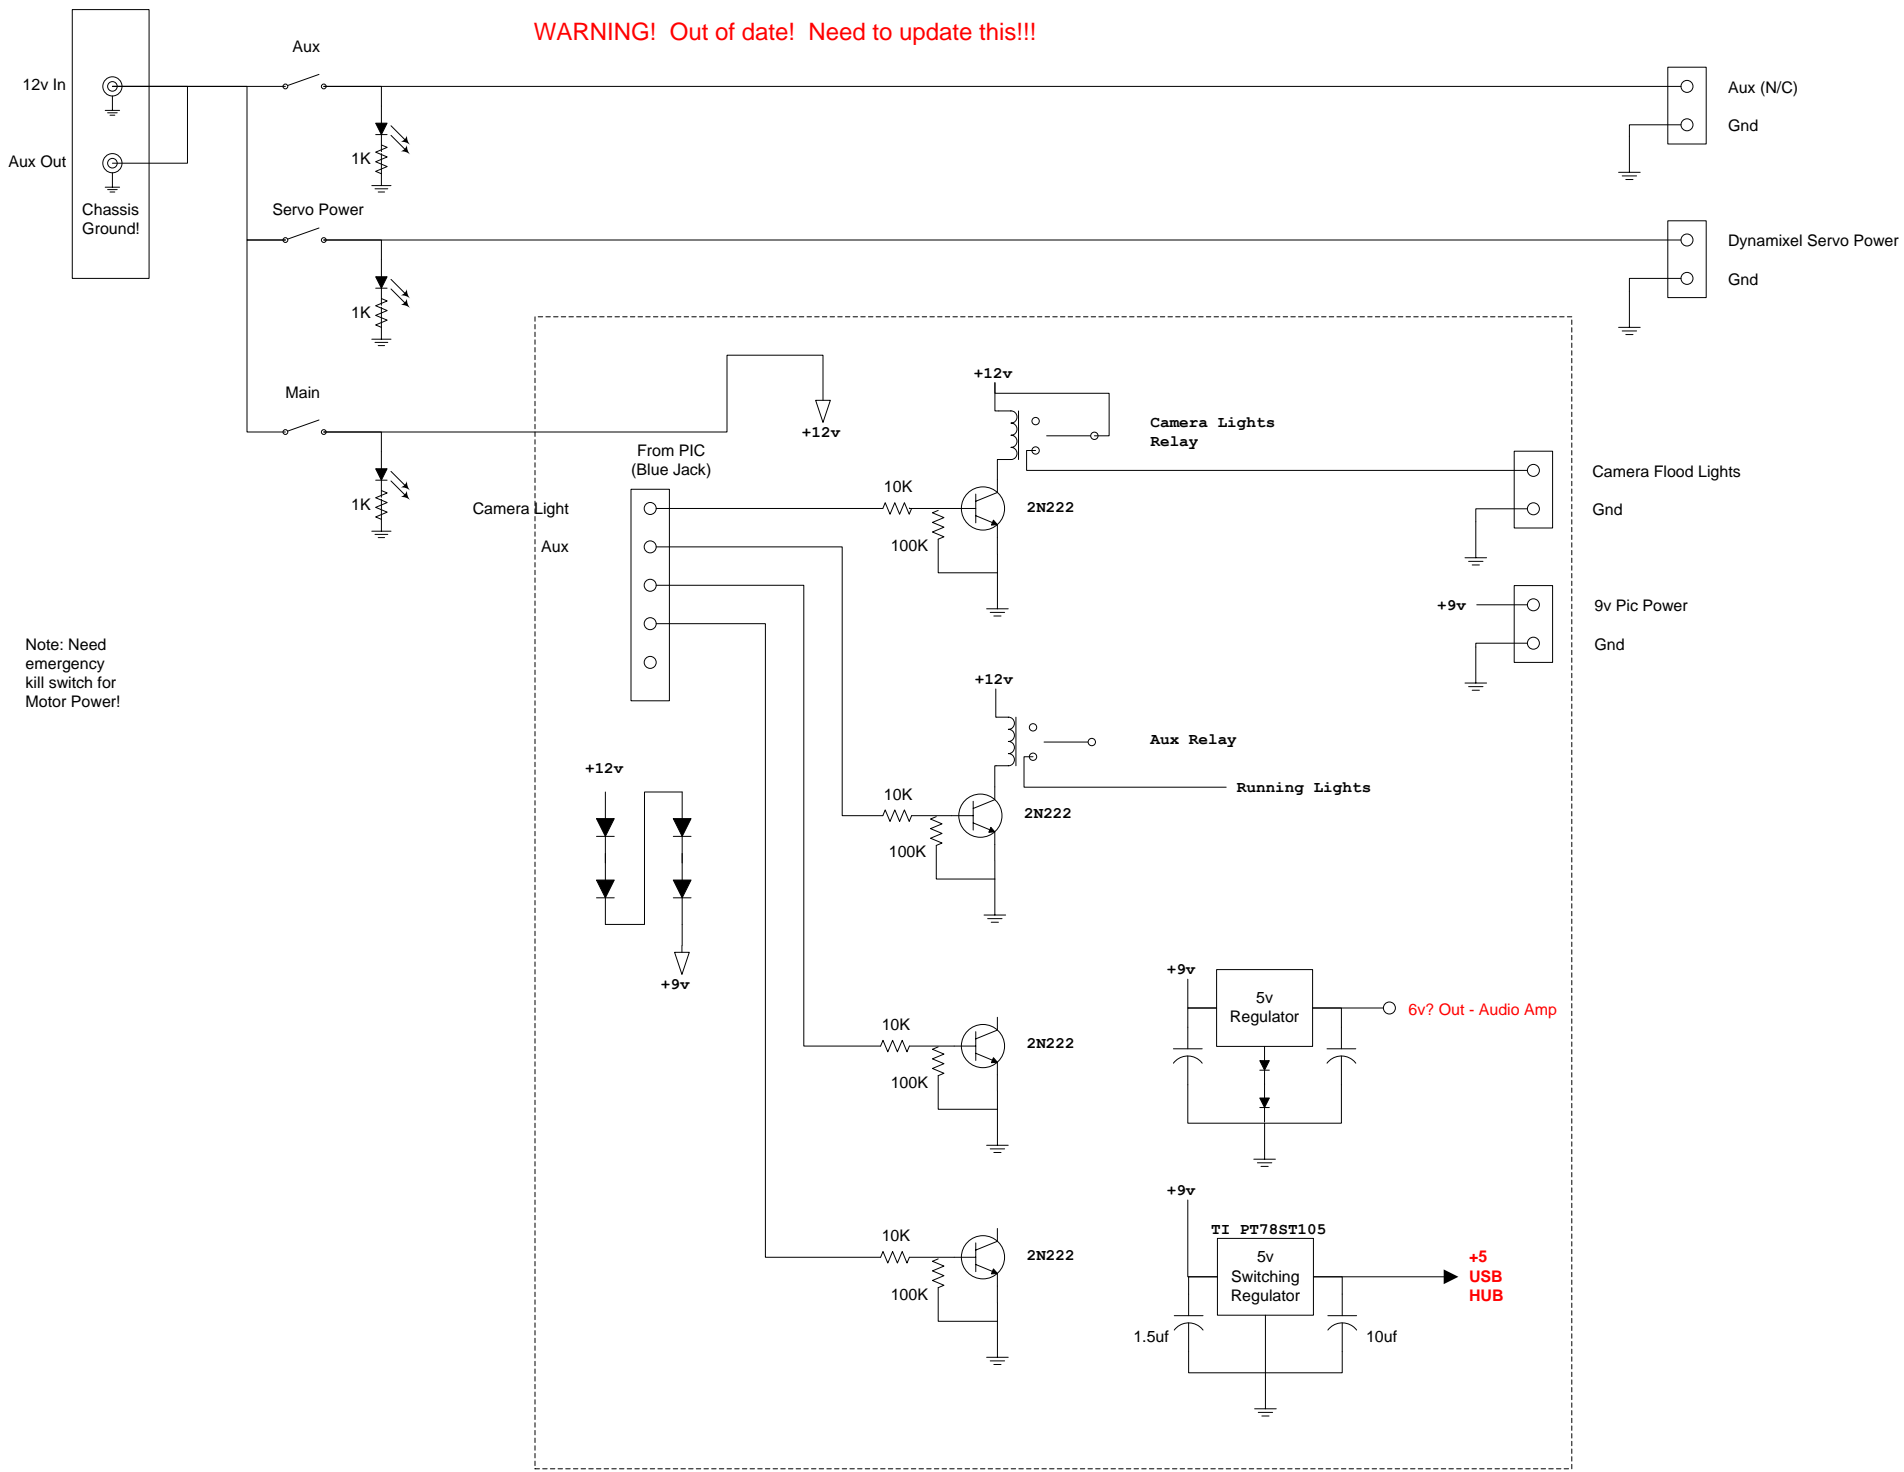 WARNING!  Out of date!  Need to update this!!!
Aux
12v In
Aux (N/C)
Gnd
1K
Aux Out
Chassis
Ground!
Servo Power
Dynamixel Servo Power
Gnd
1K
Main
+12v
+12v
Camera Lights
Relay
From PIC
(Blue Jack)
Camera Flood Lights
Gnd
1K
Camera Light
10K
2N222
100K
Aux
+9v
9v Pic Power
Gnd
Note: Need
emergency
kill switch for
Motor Power!
+12v
Aux Relay
Running Lights
+12v
10K
2N222
100K
+9v
+9v
5v
Regulator
6v? Out - Audio Amp
10K
2N222
100K
+9v
TI PT78ST105
5v
Switching
Regulator
+5
USB
HUB
1.5uf
10uf
10K
2N222
100K